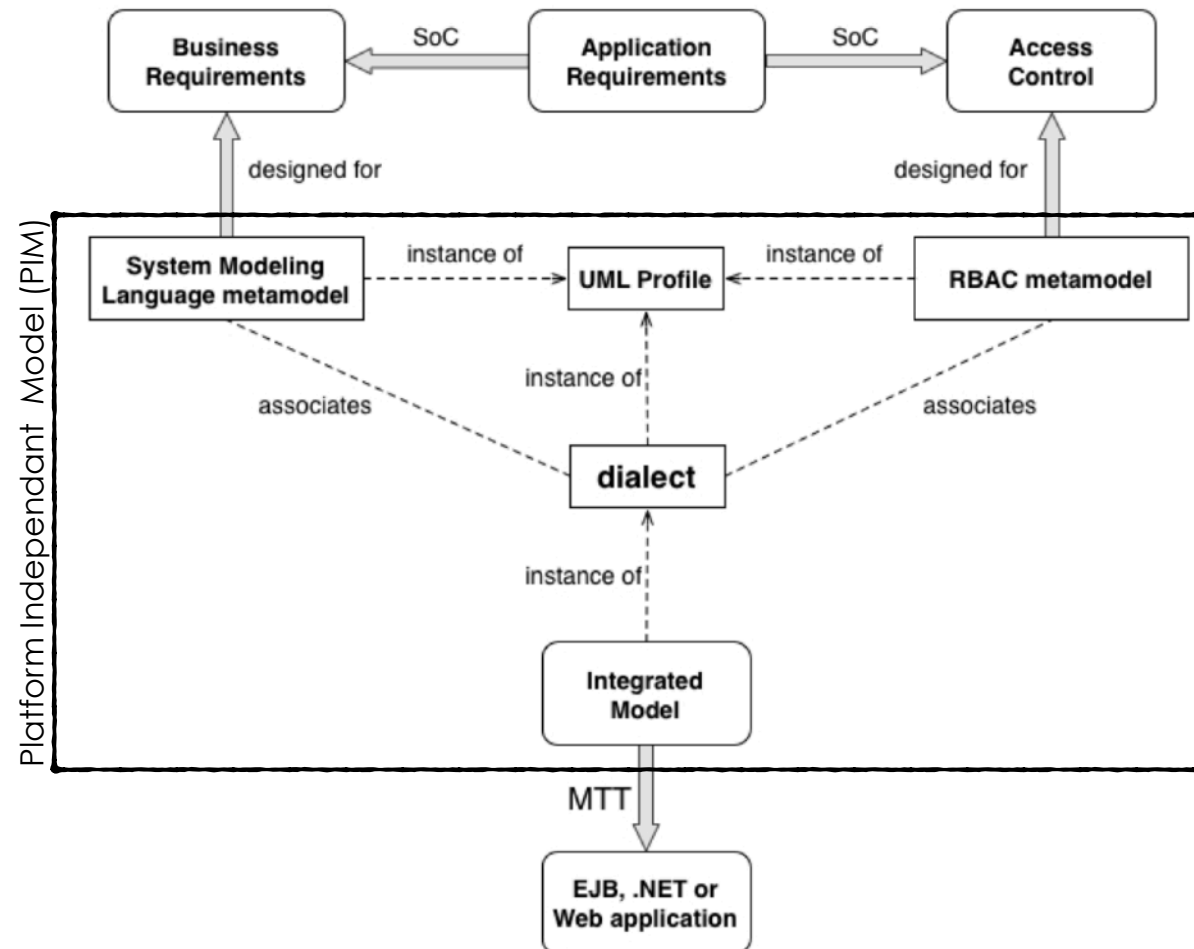 Business
Requirements
SoC
Application
Requirements
SoC
Access
Control
designed for
designed for
Platform Independant Model (PIM)
System Modeling
Language metamodel
instance of
UML Profile
instance of
RBAC metamodel
instance of
associates
associates
dialect
instance of
Integrated
Model
MTT
EJB, .NET or
Web application